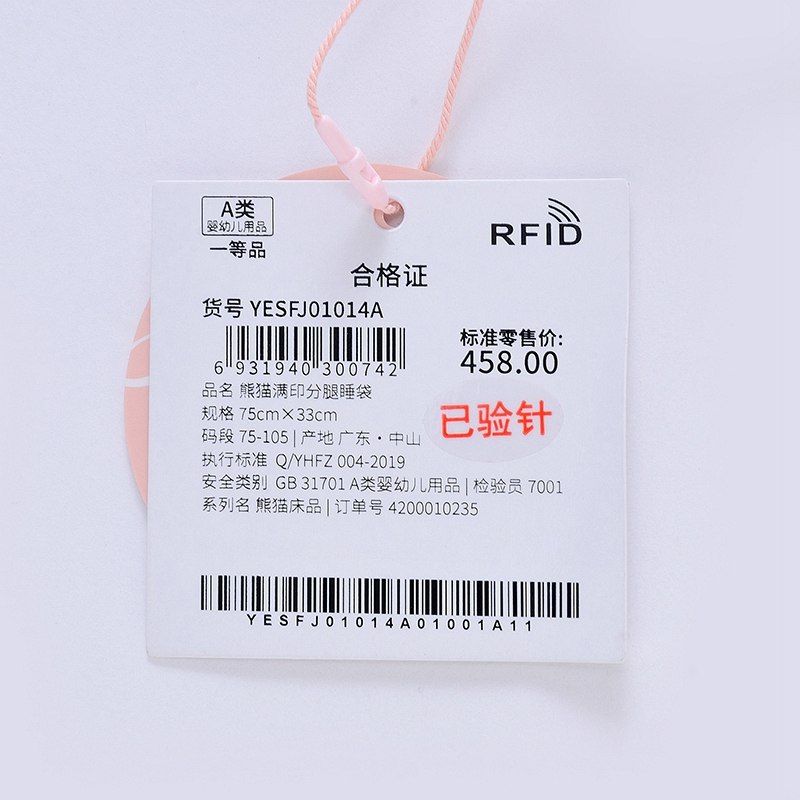 A类
婴幼儿用品
一等品
RFID
合格证
货号 YESFJ01014A
6 931940 300742
标准零售价:
458.00
品名 熊猫满印分腿睡袋
规格 75cm×33cm
已验针
码段 75-105 | 产地 广东·中山
执行标准 Q/YHFZ 004-2019
安全类别 GB 31701 A类婴幼儿用品 | 检验员 7001
系列名 熊猫床品 | 订单号 4200010235
YESFJ01014A01001A11